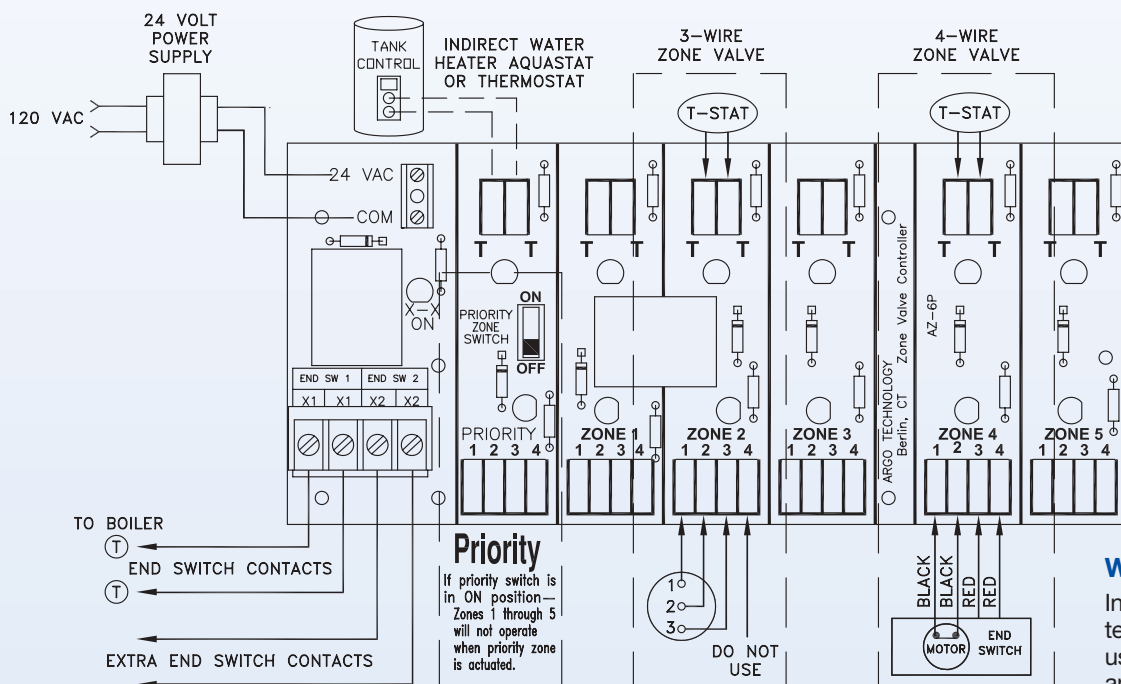 24 VOLT
POWER
SUPPLY
120 VAC
TANK
CONTROL
INDIRECT WATER
HEATER AQUASTAT
OR THERMOSTAT
3-WIRE
ZONE VALVE
T-STAT
4-WIRE
ZONE VALVE
T-STAT
24 VAC
COM
T T
T T
T T
T T
T T
T T
X-X
ON
PRIORITY
ZONE
SWITCH
ON
OFF
END SW 1 END SW 2
X1 X1 X2 X2
PRIORITY
1 2 3 4
ZONE 1
1 2 3 4
ZONE 2
1 2 3 4
ZONE 3
1 2 3 4
ARGO TECHNOLOGY
Berlin, CT
Zone Valve Controller
AZ-6P
ZONE 4
1 2 3 4
ZONE 5
1 2 3 4
TO BOILER
T
END SWITCH CONTACTS
T
EXTRA END SWITCH CONTACTS
Priority
If priority switch is
in ON position—
Zones 1 through 5
will not operate
when priority zone
is actuated.
1
2
3
DO NOT
USE
BLACK
BLACK
RED
RED
MOTOR
END
SWITCH